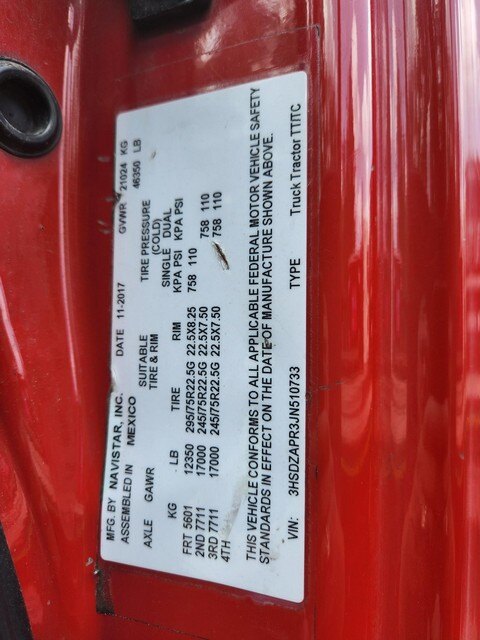 MFG. BY NAVISTAR, INC. DATE 11-2017 GVWR 21024 KG
ASSEMBLED IN MEXICO 46350 LB
SUITABLE TIRE PRESSURE
AXLE GAWR TIRE & RIM (COLD)
SINGLE DUAL
KG LB TIRE RIM KPA PSI KPA PSI
FRT 5601 12350 295/75R22.5G 22.5X8.25 758 110
2ND 7711 17000 245/75R22.5G 22.5X7.50 758 110
3RD 7711 17000 245/75R22.5G 22.5X7.50 758 110
4TH
THIS VEHICLE CONFORMS TO ALL APPLICABLE FEDERAL MOTOR VEHICLE SAFETY
STANDARDS IN EFFECT ON THE DATE OF MANUFACTURE SHOWN ABOVE.
VIN: 3HSDZAPR3JN510733 TYPE Truck Tractor TT/TC